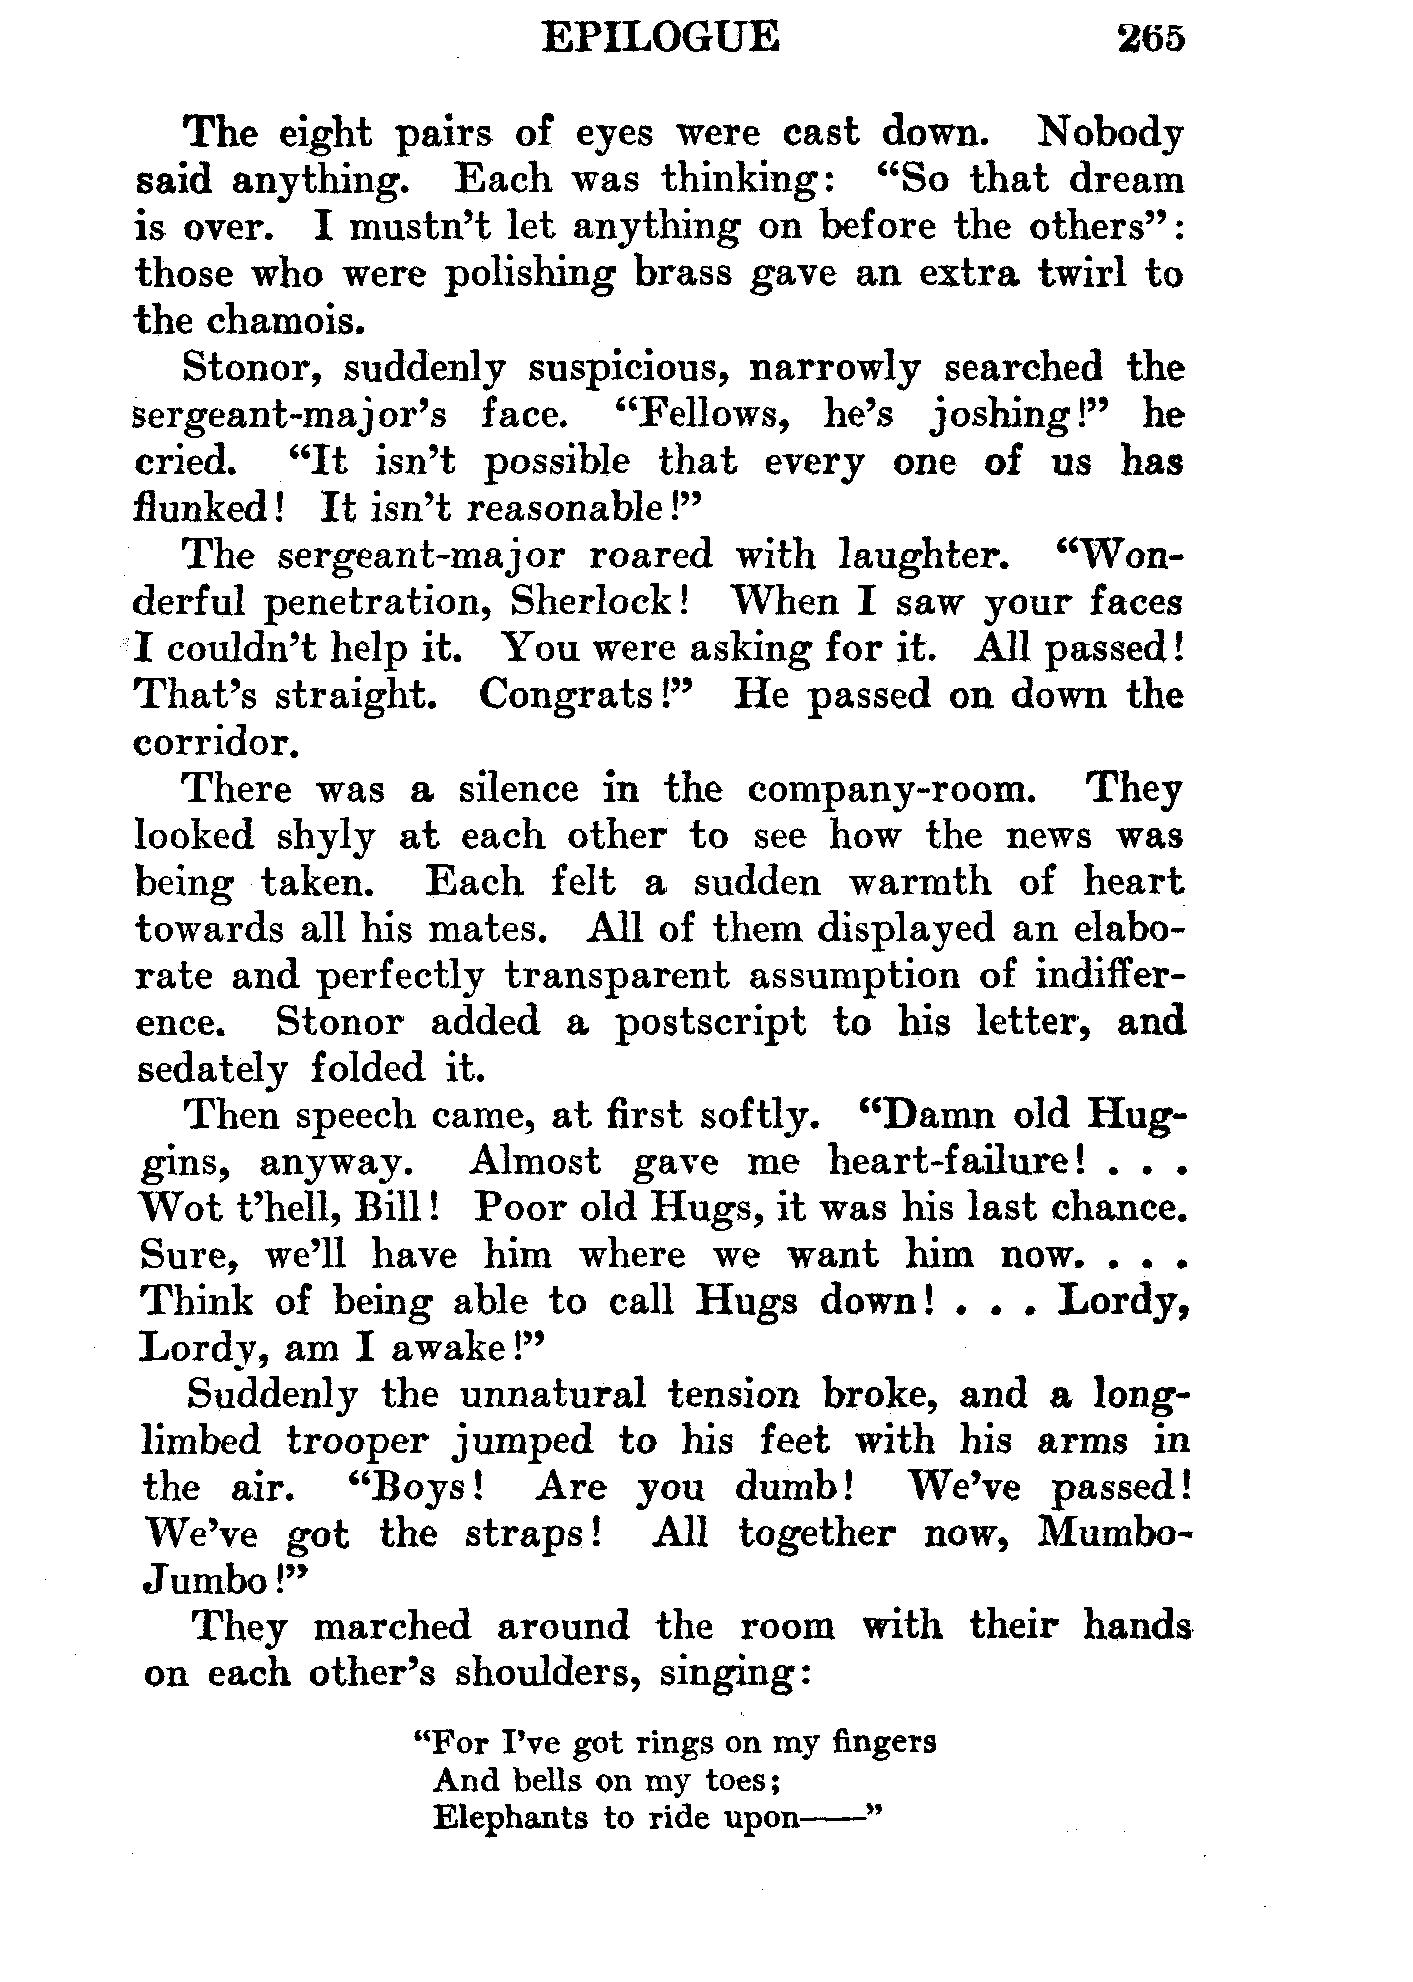 EPILOGUE 265
The eight pairs of eyes were cast down. Nobody
said anything. Each was thinking: “So that dream
is over. I mustn’t let anything on before the others”:
those who were polishing brass gave an extra twirl to
the chamois.
Stonor, suddenly suspicious, narrowly searched the
sergeant-major’s face. “Fellows, he’s joshing!” he
cried. “It isn’t possible that every one of us has
flunked! It isn’t reasonable!”
The sergeant-major roared with laughter. “Won-
derful penetration, Sherlock! When I saw your faces
I couldn’t help it. You were asking for it. All passed!
That’s straight. Congrats!” He passed on down the
corridor.
There was a silence in the company-room. They
looked shyly at each other to see how the news was
being taken. Each felt a sudden warmth of heart
towards all his mates. All of them displayed an elabo-
rate and perfectly transparent assumption of indiffer-
ence. Stonor added a postscript to his letter, and
sedately folded it.
Then speech came, at first softly. “Damn old Hug-
gins, anyway. Almost gave me heart-failure! . . .
Wot t’hell, Bill! Poor old Hugs, it was his last chance.
Sure, we’ll have him where we want him now. . . .
Think of being able to call Hugs down! . . . Lordy,
Lordy, am I awake!”
Suddenly the unnatural tension broke, and a long-
limbed trooper jumped to his feet with his arms in
the air. “Boys! Are you dumb! We’ve passed!
We’ve got the straps! All together now, Mumbo-
Jumbo!”
They marched around the room with their hands
on each other’s shoulders, singing:
“For I’ve got rings on my fingers
And bells on my toes;
Elephants to ride upon——”